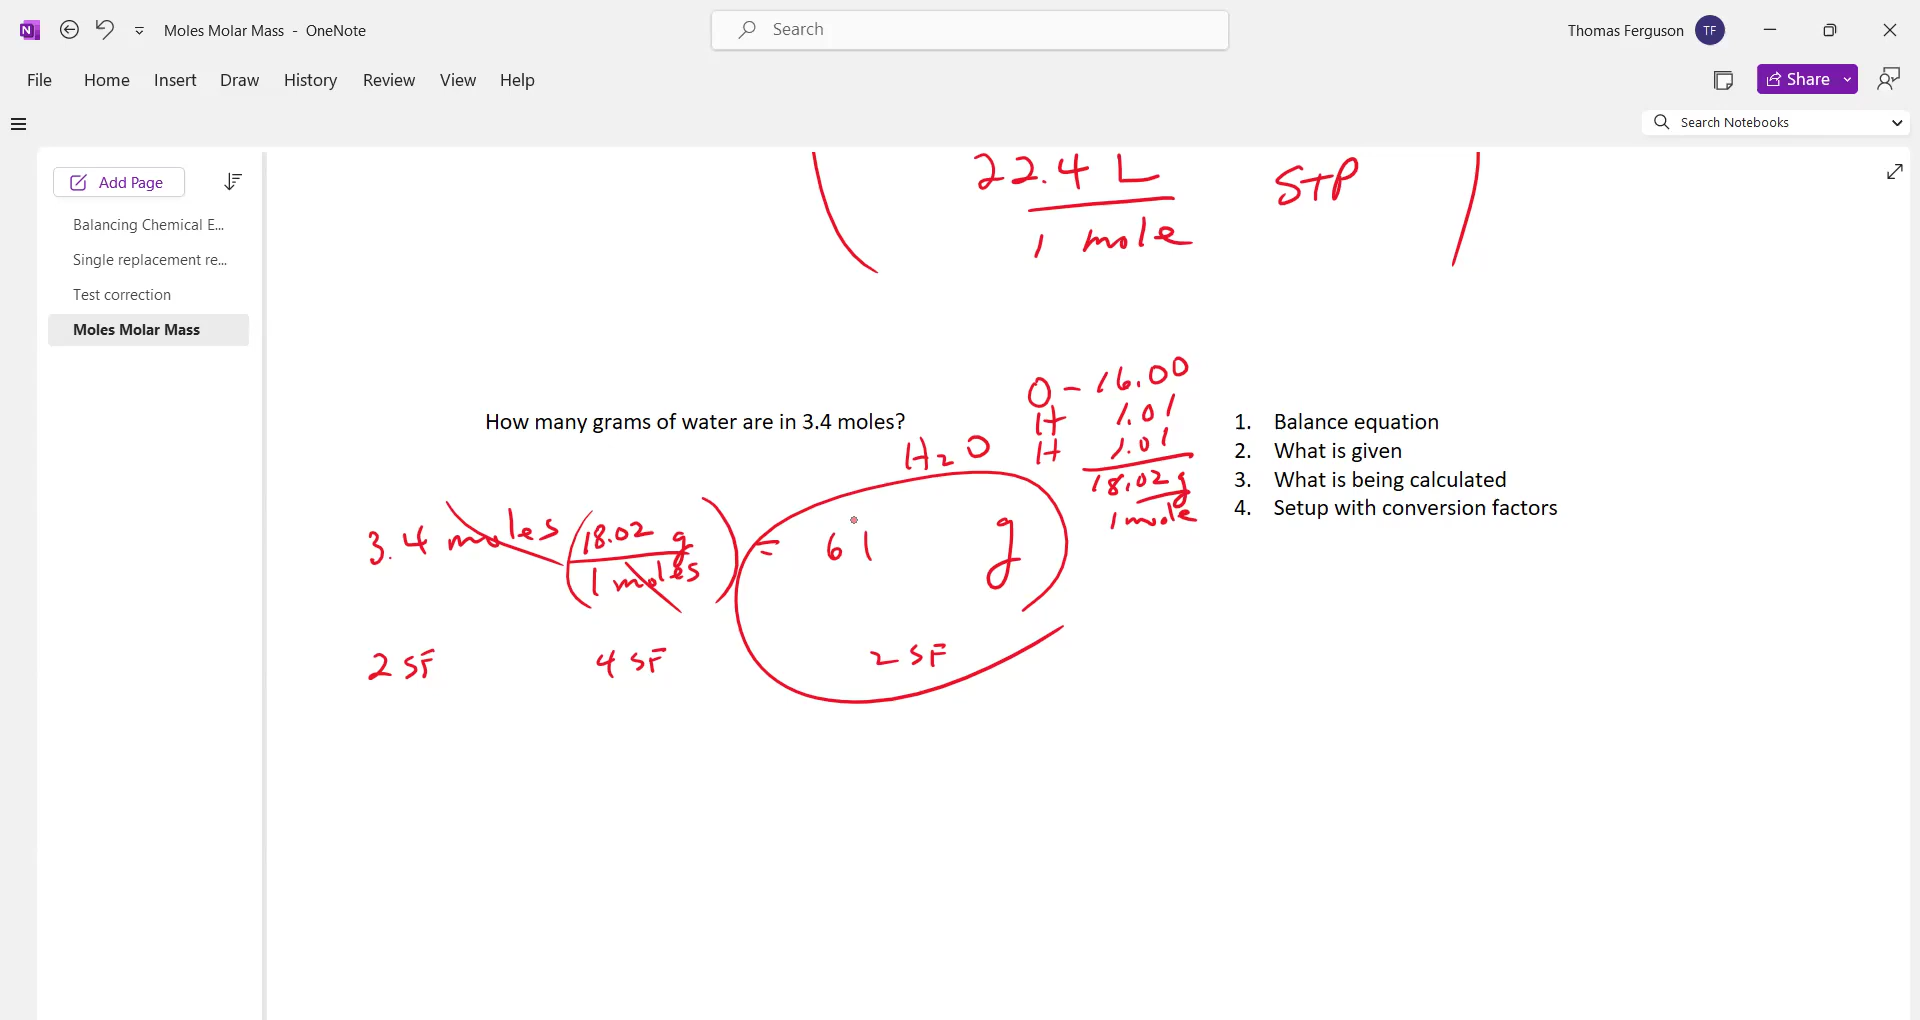 Moles Molar Mass - OneNote
Search
Thomas Ferguson
TF
File Home Insert Draw History Review View Help
Share
Search Notebooks
Add Page
Balancing Chemical E...
Single replacement re...
Test correction
Moles Molar Mass
22.4 L
1 mole
STP
How many grams of water are in 3.4 moles?
H₂O
O - 16.00
H 1.01
H 1.01
18.02 g
1 mole
1. Balance equation
2. What is given
3. What is being calculated
4. Setup with conversion factors
3.4 moles (18.02 g
1 moles) = 61 g
2 SF 4 SF 2 SF